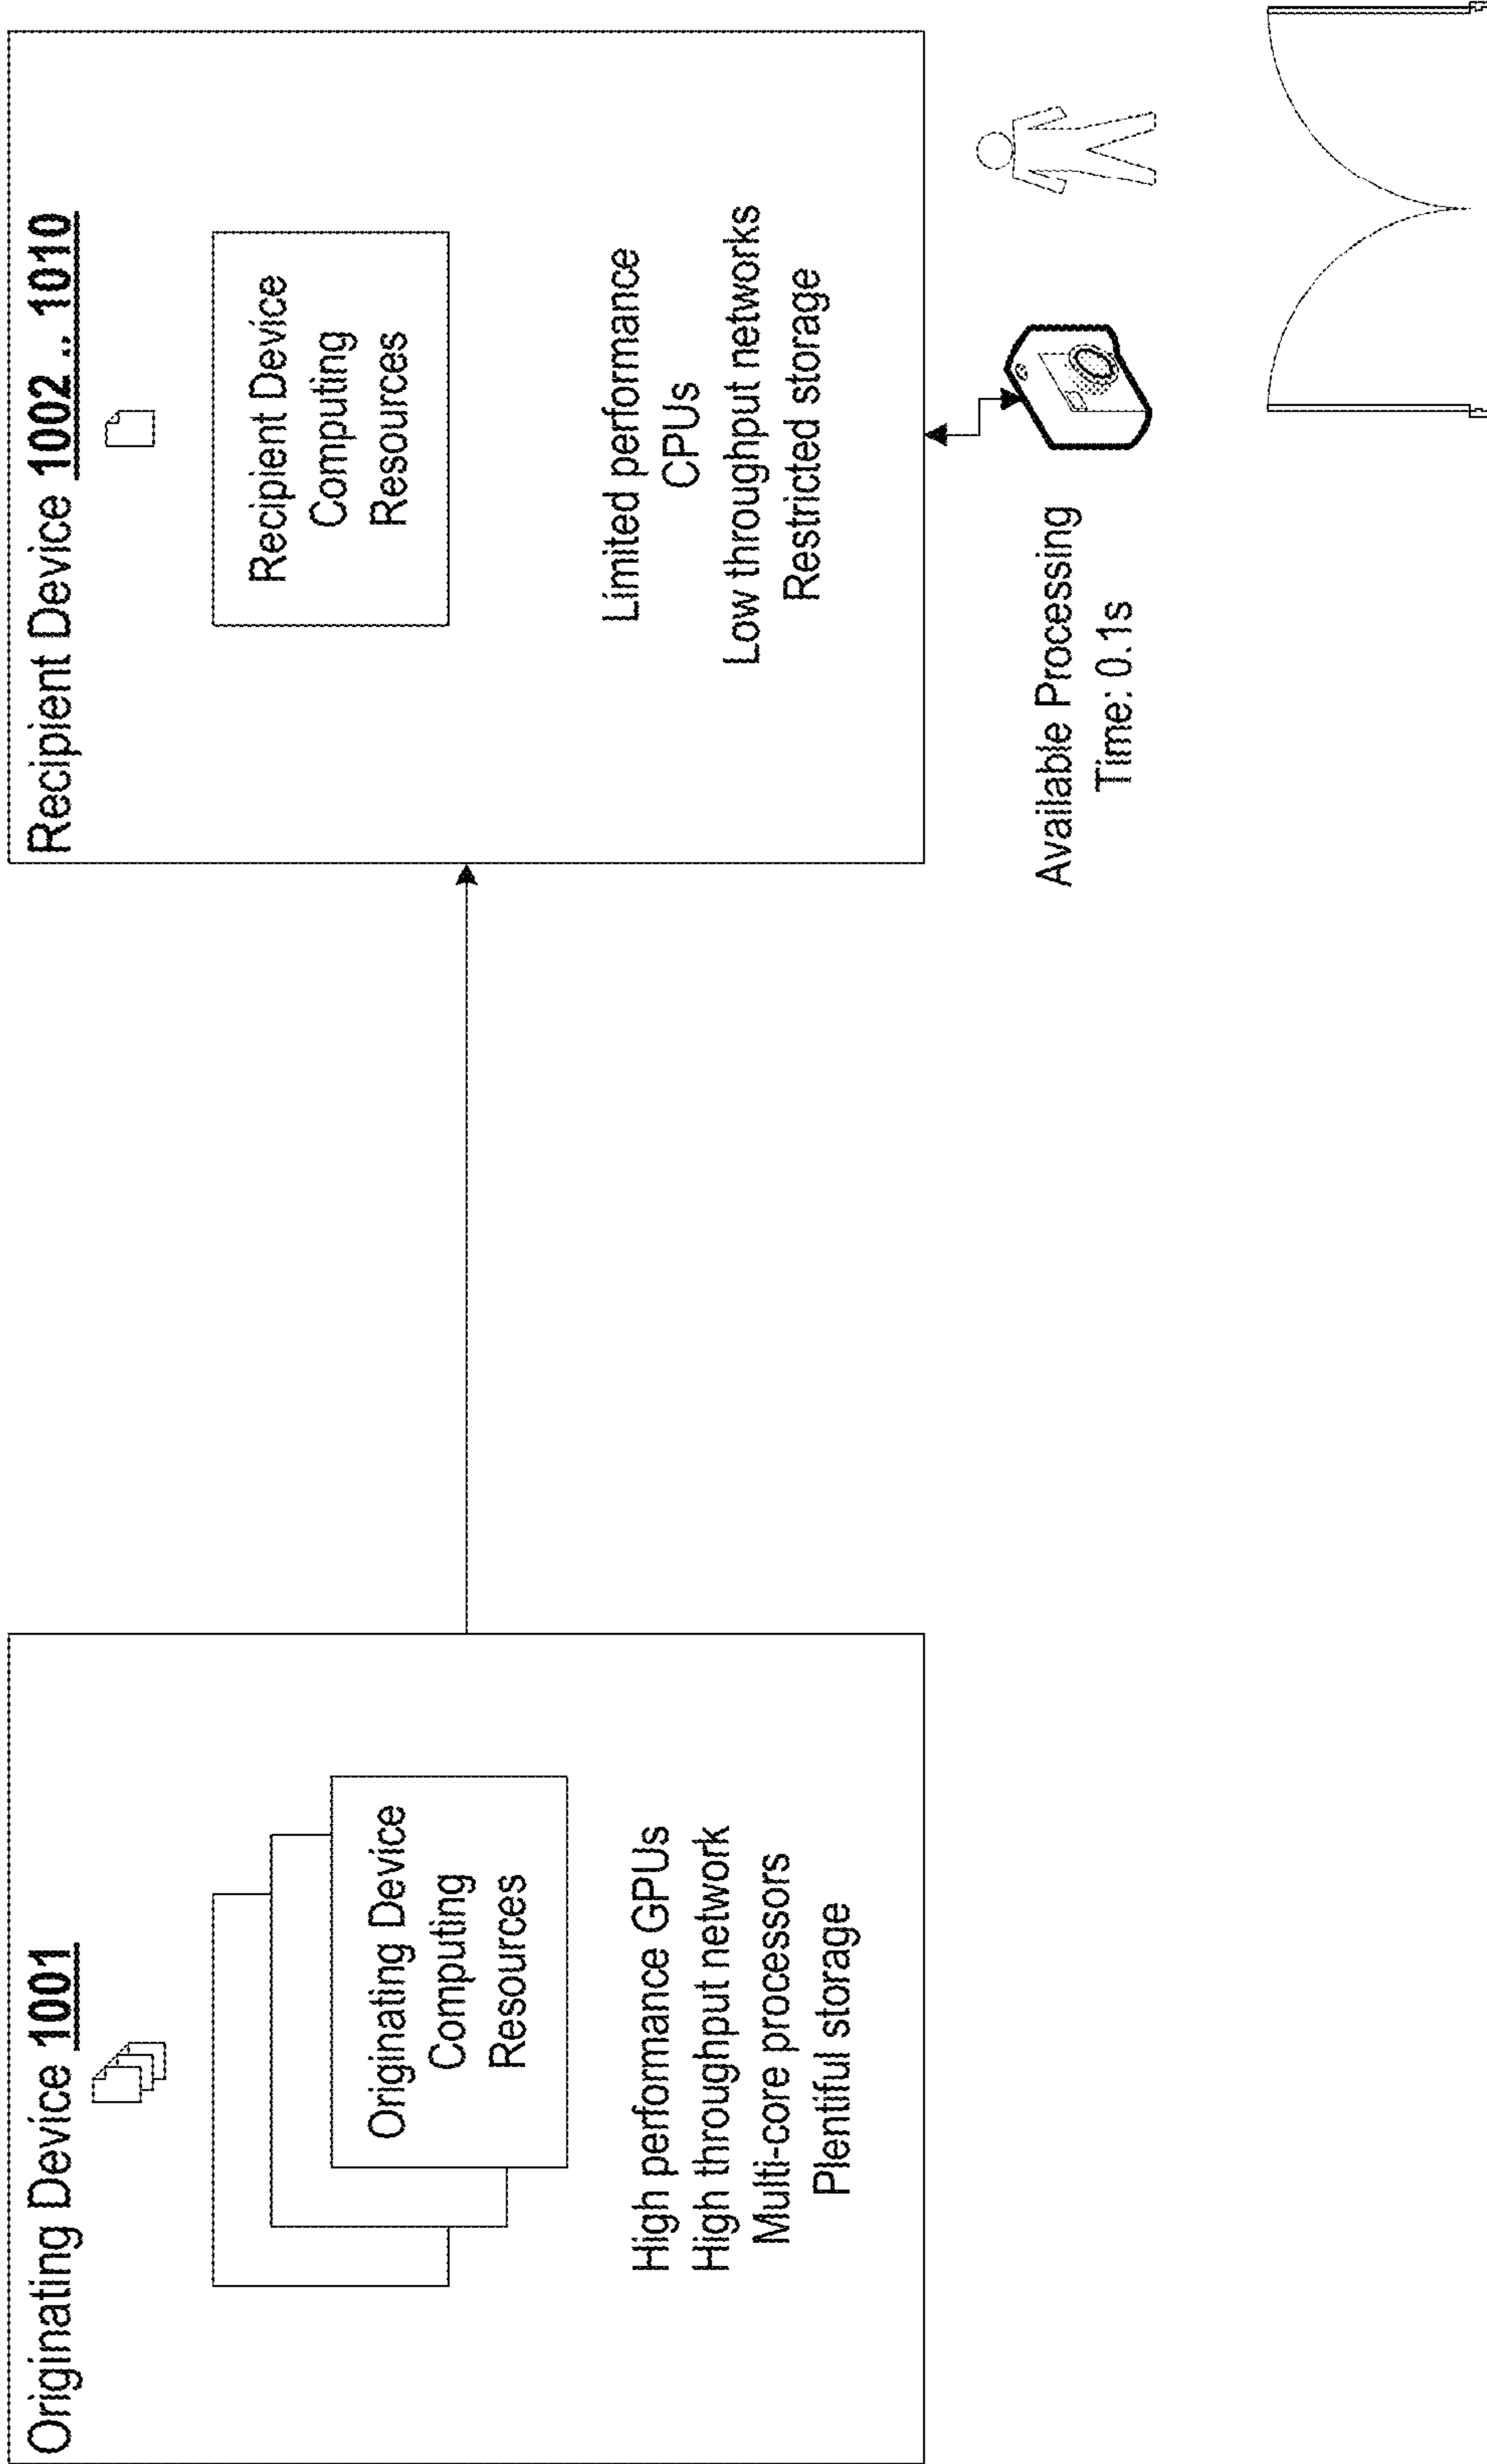 Originating Device 1001
Originating Device
Computing
Resources
High performance GPUs
High throughput network
Multi-core processors
Plentiful storage
Recipient Device 1002 .. 1010
Recipient Device
Computing
Resources
Limited performance
CPUs
Low throughput networks
Restricted storage
Available Processing
Time: 0.1s